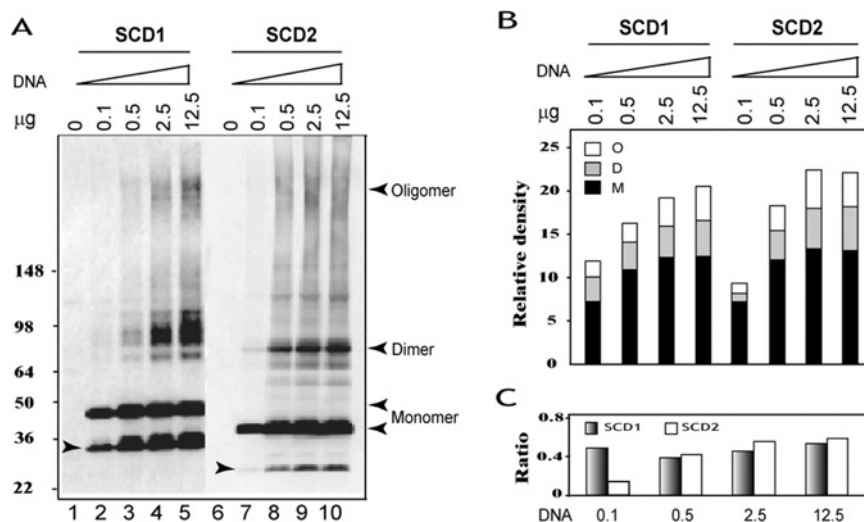 A
SCD1 SCD2
DNA
µg 0 0.1 0.5 2.5 12.5 0 0.1 0.5 2.5 12.5
Oligomer
148
98
Dimer
64
50
Monomer
36
22
1 2 3 4 5 6 7 8 9 10
B
SCD1 SCD2
DNA
µg 0.1 0.5 2.5 12.5 0.1 0.5 2.5 12.5
25
O
20
D
M
15
10
5
0
Relative density
C
0.8
SCD1 SCD2
0.4
0
Ratio
DNA 0.1 0.5 2.5 12.5